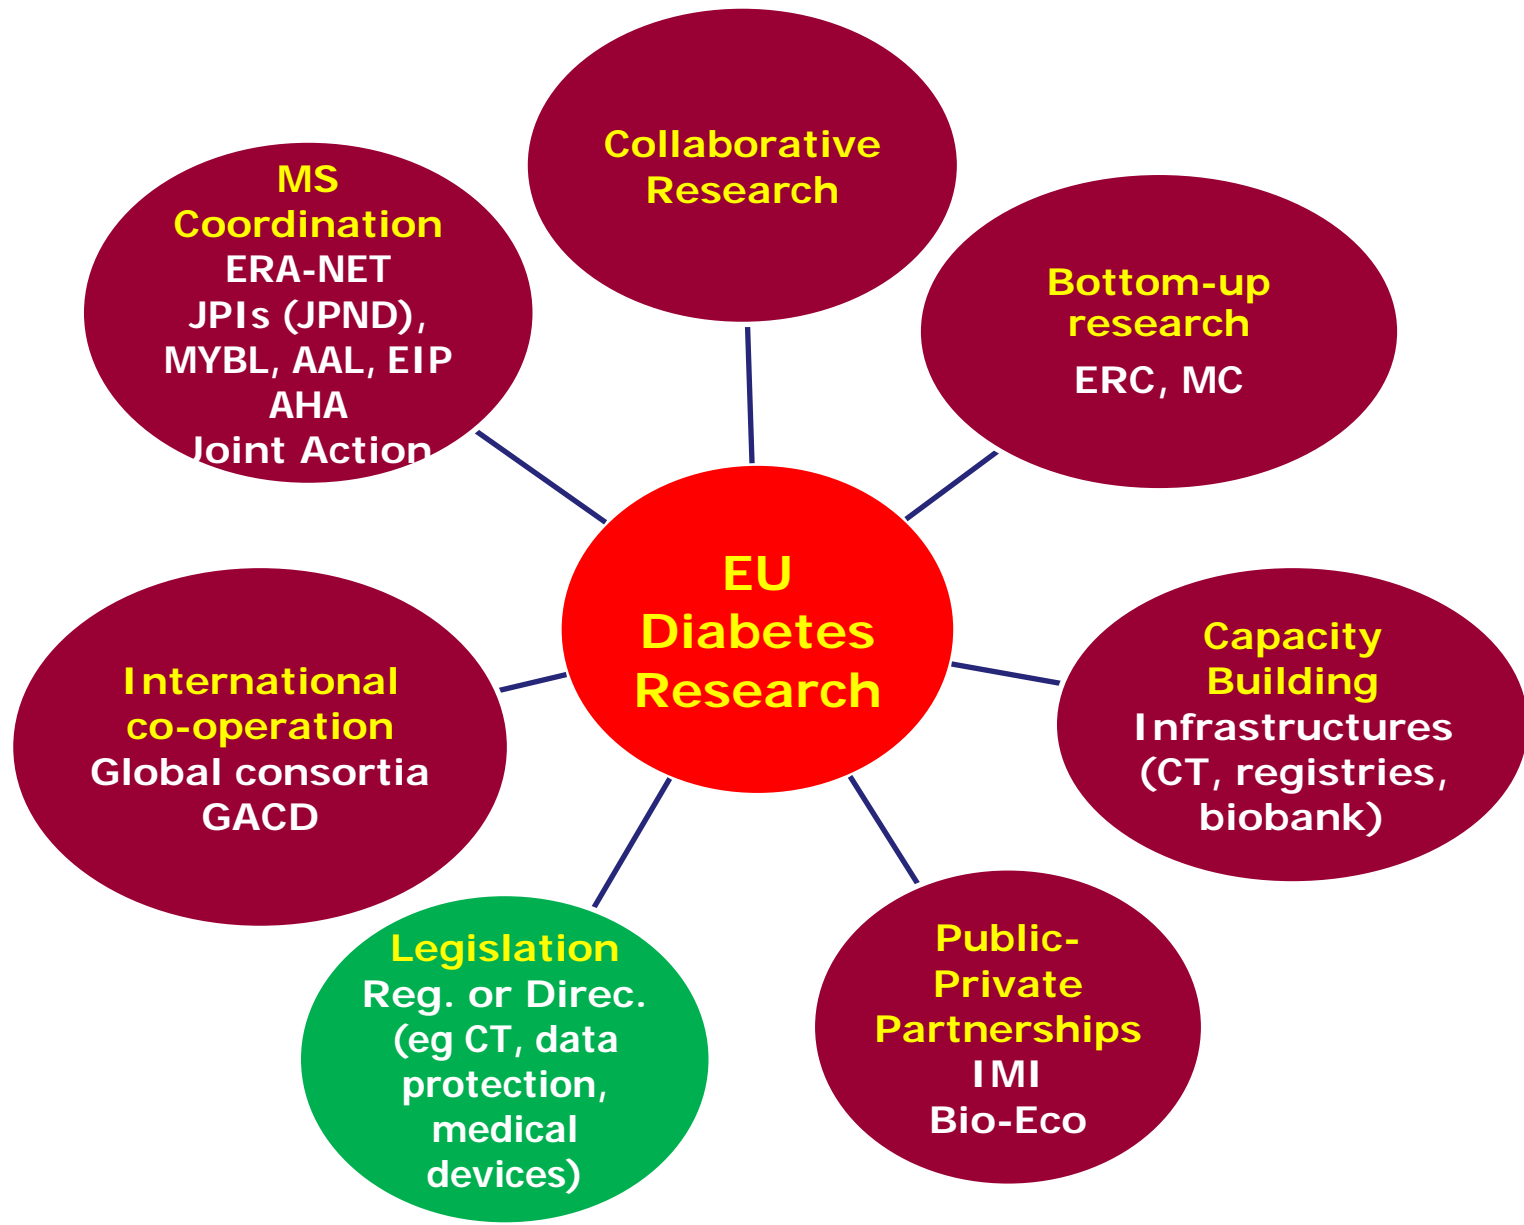 Collaborative
Research
MS
Coordination
ERA-NET
JPIs (JPND),
MYBL, AAL, EIP
AHA
Joint Action
Bottom-up
research
ERC, MC
EU
Diabetes
Research
Capacity
Building
Infrastructures
(CT, registries,
biobank)
International
co-operation
Global consortia
GACD
Public-
Private
Partnerships
IMI
Bio-Eco
Legislation
Reg. or Direc.
(eg CT, data
protection,
medical
devices)